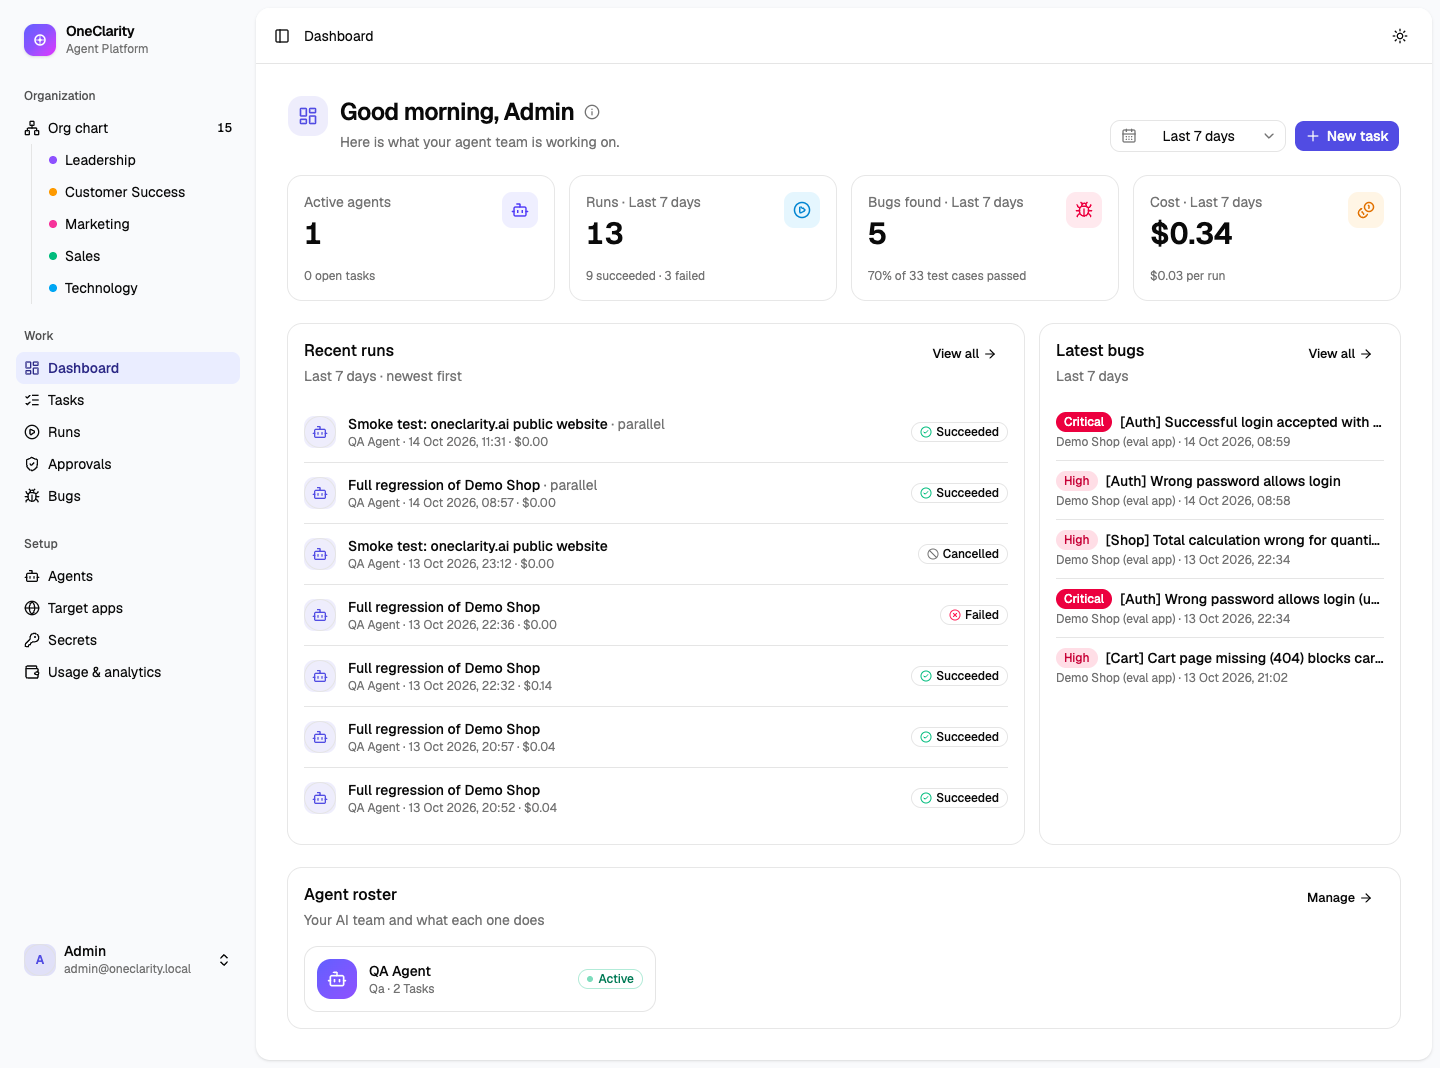 OneClarity
Agent Platform
Organization
Org chart 15
Leadership
Customer Success
Marketing
Sales
Technology
Work
Dashboard
Tasks
Runs
Approvals
Bugs
Setup
Agents
Target apps
Secrets
Usage & analytics
A
Admin
admin@oneclarity.local
Dashboard
Good morning, Admin
Here is what your agent team is working on.
Last 7 days
New task
Active agents
1
0 open tasks
Runs · Last 7 days
13
9 succeeded · 3 failed
Bugs found · Last 7 days
5
70% of 33 test cases passed
Cost · Last 7 days
$0.34
$0.03 per run
Recent runs
View all →
Last 7 days · newest first
Smoke test: oneclarity.ai public website · parallel
QA Agent · 14 Oct 2026, 11:31 · $0.00
Succeeded
Full regression of Demo Shop · parallel
QA Agent · 14 Oct 2026, 08:57 · $0.00
Succeeded
Smoke test: oneclarity.ai public website
QA Agent · 13 Oct 2026, 23:12 · $0.00
Cancelled
Full regression of Demo Shop
QA Agent · 13 Oct 2026, 22:36 · $0.00
Failed
Full regression of Demo Shop
QA Agent · 13 Oct 2026, 22:32 · $0.14
Succeeded
Full regression of Demo Shop
QA Agent · 13 Oct 2026, 20:57 · $0.04
Succeeded
Full regression of Demo Shop
QA Agent · 13 Oct 2026, 20:52 · $0.04
Succeeded
Latest bugs
View all →
Last 7 days
Critical [Auth] Successful login accepted with ...
Demo Shop (eval app) · 14 Oct 2026, 08:59
High [Auth] Wrong password allows login
Demo Shop (eval app) · 14 Oct 2026, 08:58
High [Shop] Total calculation wrong for quanti...
Demo Shop (eval app) · 13 Oct 2026, 22:34
Critical [Auth] Wrong password allows login (u...
Demo Shop (eval app) · 13 Oct 2026, 22:34
High [Cart] Cart page missing (404) blocks car...
Demo Shop (eval app) · 13 Oct 2026, 21:02
Agent roster
Manage →
Your AI team and what each one does
QA Agent
Qa · 2 Tasks
Active